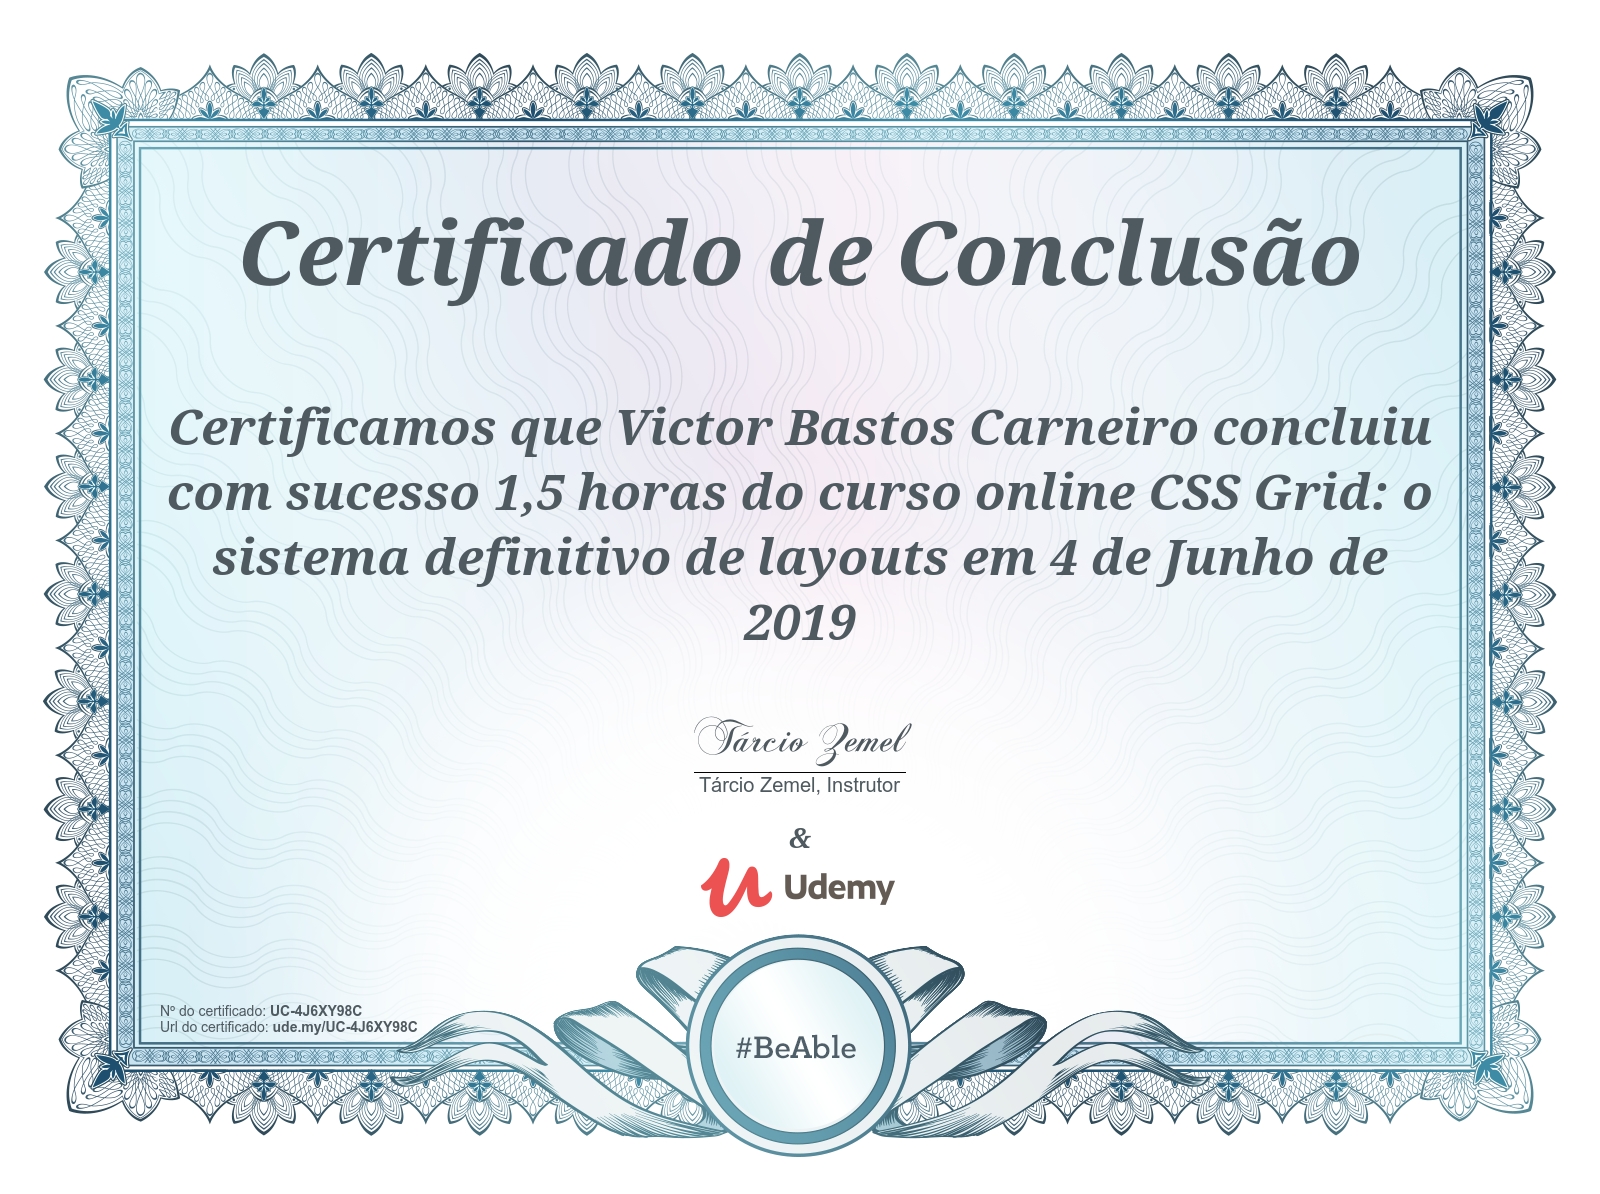 Certificado de Conclusão
Certificamos que Victor Bastos Carneiro concluiu
com sucesso 1,5 horas do curso online CSS Grid: o
sistema definitivo de layouts em 4 de Junho de
2019
Tárcio Zemel
Tárcio Zemel, Instrutor
&
Udemy
Nº do certificado: UC-4J6XY98C
Url do certificado: ude.my/UC-4J6XY98C
#BeAble